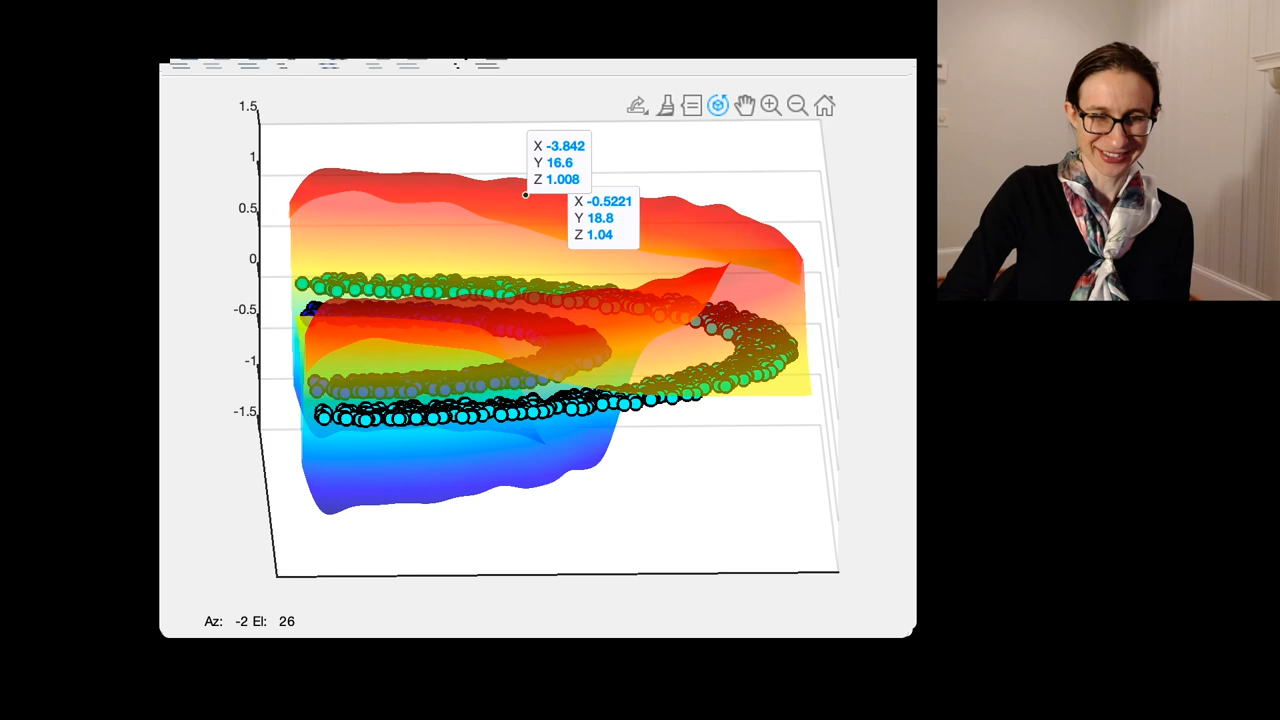 1.5
1
0.5
0
-0.5
-1
-1.5
X -3.842
Y 16.6
Z 1.008
X -0.5221
Y 18.8
Z 1.04
Az: -2 El: 26